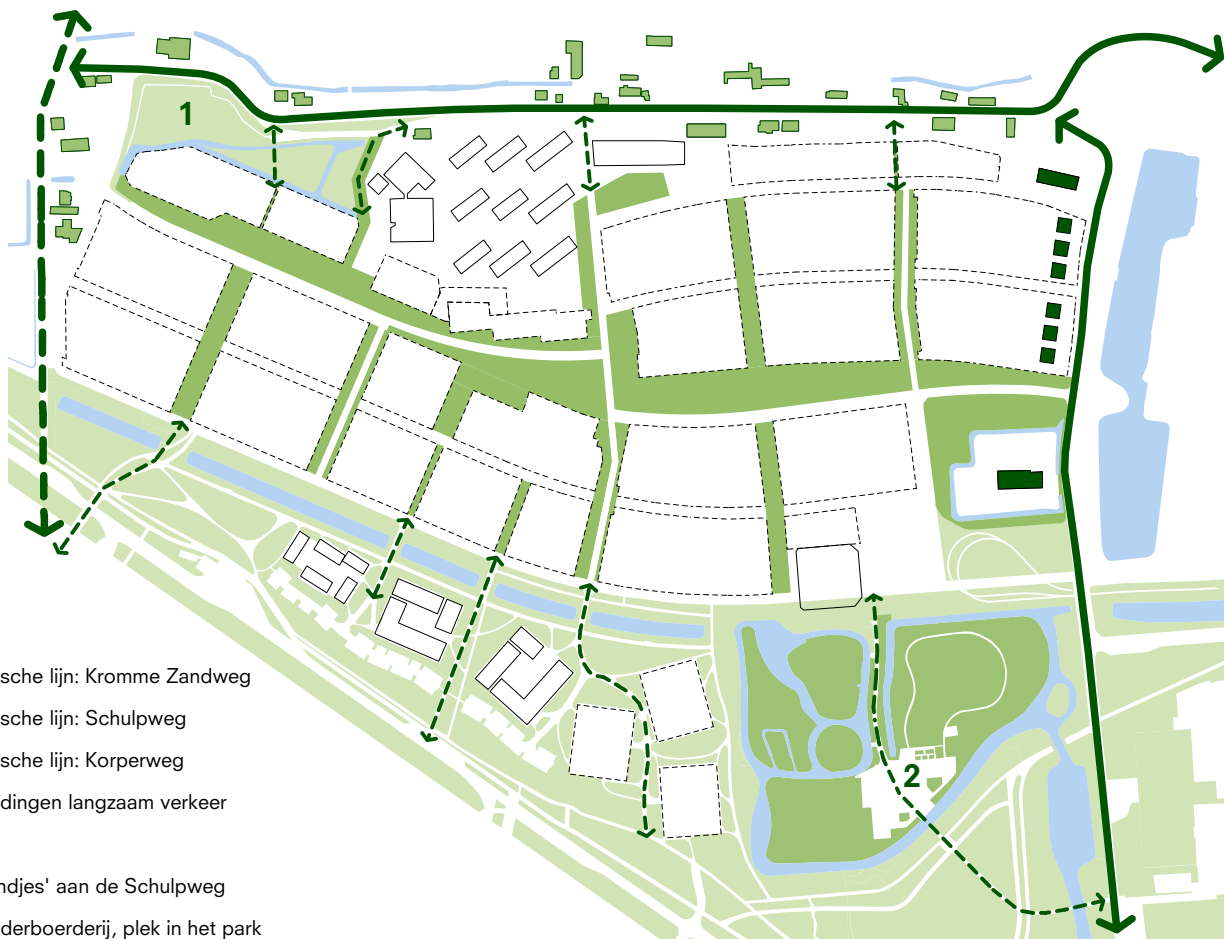 1
2
sche lijn: Kromme Zandweg
sche lijn: Schulpweg
sche lijn: Korperweg
dingen langzaam verkeer
ndjes' aan de Schulpweg
derboerderij, plek in het park